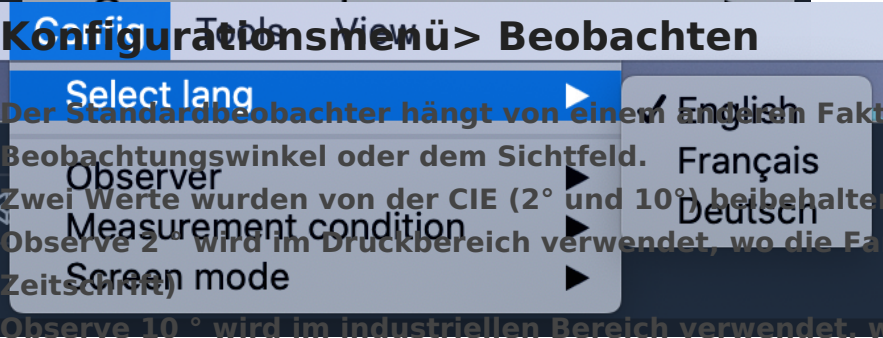 Config Tools View
Konfigurationsmenü> Beobachten
Select lang
Der Standardbeobachter hängt von einem anderen Fakt
English
Beobachtungswinkel oder dem Sichtfeld.
Français
Observer
Zwei Werte wurden von der CIE (2° und 10°) beibehalte
Deutsch
Measurement condition
Observe 2 ° wird im Druckbereich verwendet, wo die Fa
Screen mode
Zeitschrift)
Observe 10 ° wird im industriellen Bereich verwendet, w